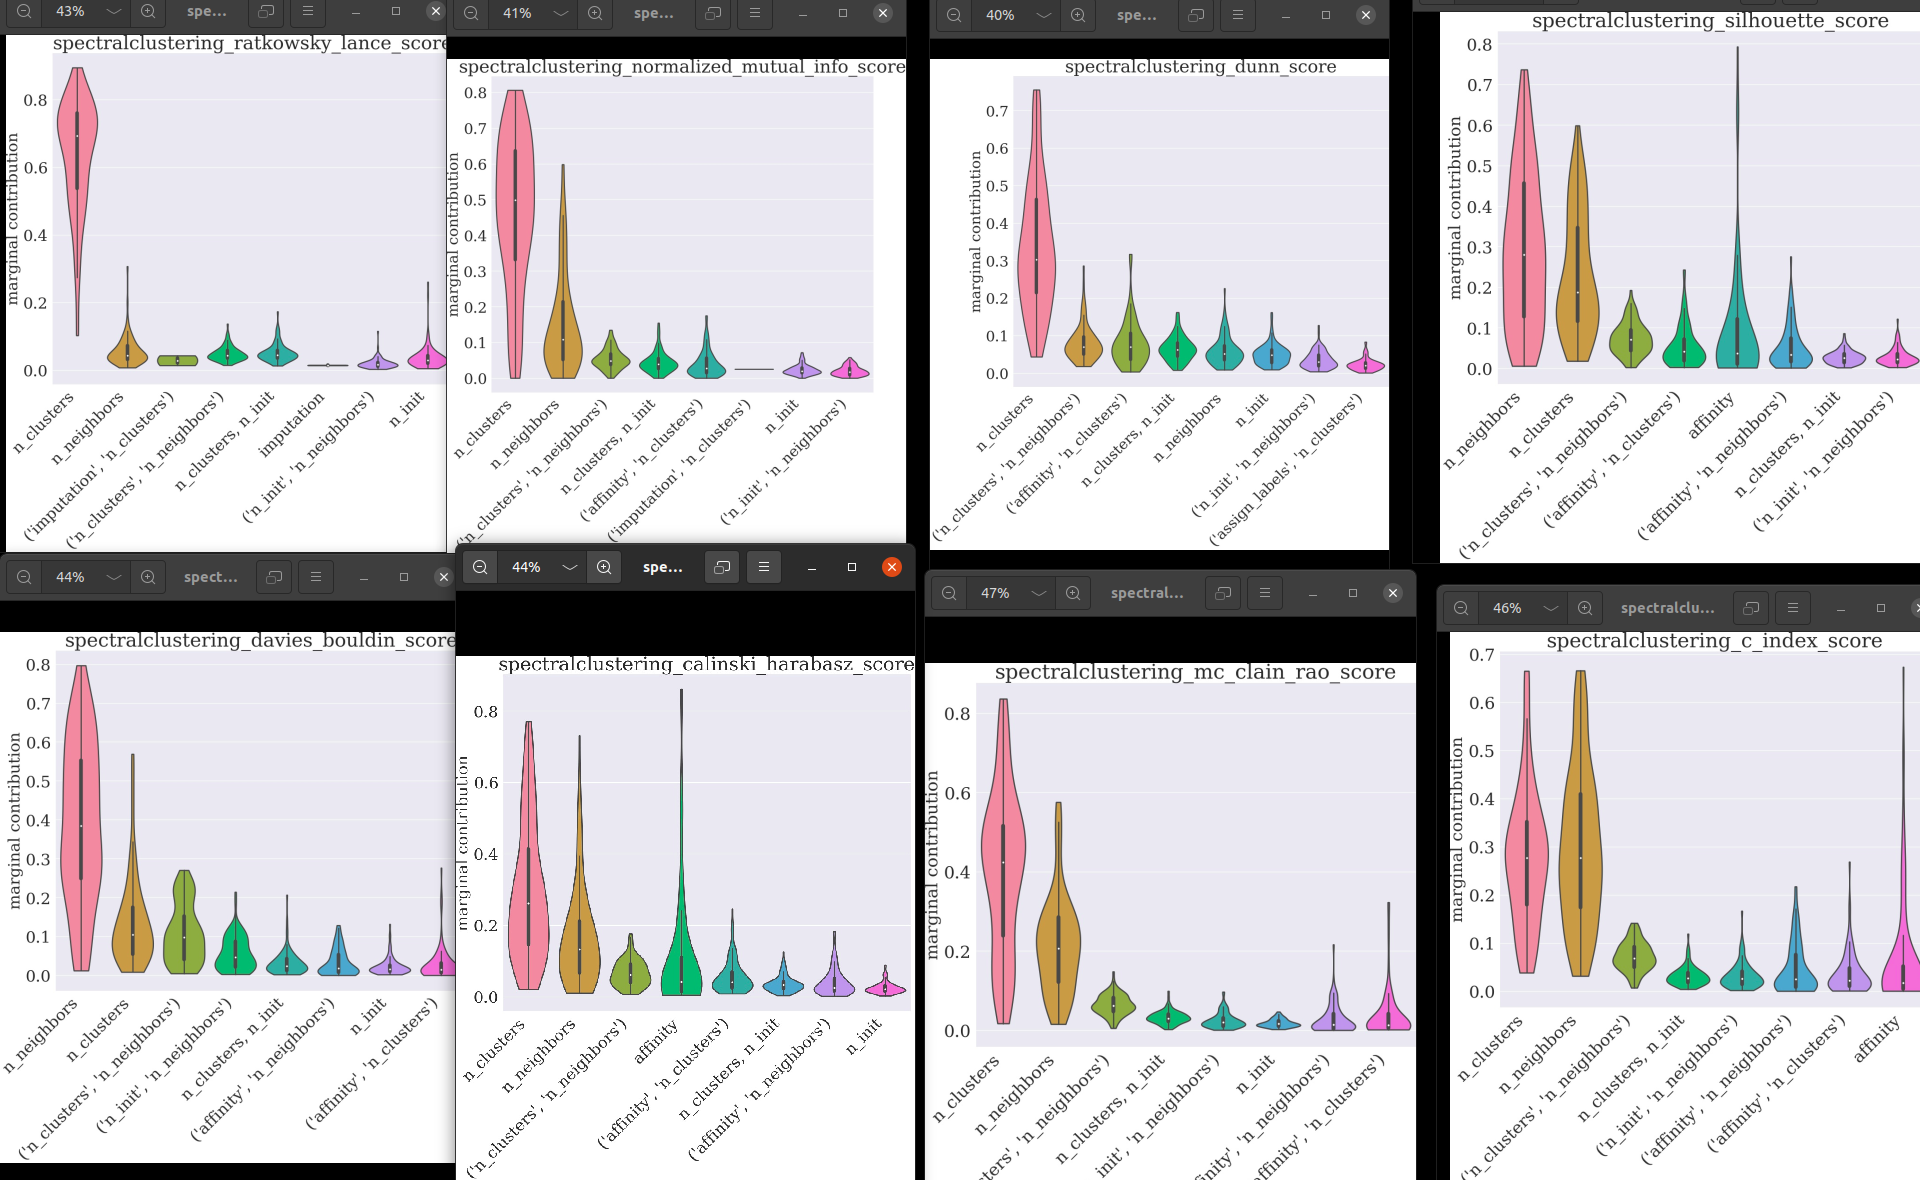 43%
spe...
spectralclustering_ratkowsky_lance_score
marginal contribution
0.8
0.6
0.4
0.2
0.0
n_clusters
n_neighbors
('imputation', 'n_clusters')
('n_clusters', 'n_neighbors')
n_clusters, n_init
imputation
('n_init', 'n_neighbors')
n_init
41%
spe...
spectralclustering_normalized_mutual_info_score
marginal contribution
0.8
0.7
0.6
0.5
0.4
0.3
0.2
0.1
0.0
n_clusters
n_neighbors
('n_clusters', 'n_neighbors')
n_clusters, n_init
('affinity', 'n_clusters')
('imputation', 'n_clusters')
n_init
('n_init', 'n_neighbors')
40%
spe...
spectralclustering_dunn_score
marginal contribution
0.7
0.6
0.5
0.4
0.3
0.2
0.1
0.0
n_clusters
('n_clusters', 'n_neighbors')
('affinity', 'n_clusters')
n_clusters, n_init
n_neighbors
n_init
('n_init', 'n_neighbors')
('assign_labels', 'n_clusters')
spectralclustering_silhouette_score
marginal contribution
0.8
0.7
0.6
0.5
0.4
0.3
0.2
0.1
0.0
n_neighbors
n_clusters
('n_clusters', 'n_neighbors')
('affinity', 'n_clusters')
affinity
('affinity', 'n_neighbors')
n_clusters, n_init
('n_init', 'n_neighbors')
44%
spect...
spectralclustering_davies_bouldin_score
marginal contribution
0.8
0.7
0.6
0.5
0.4
0.3
0.2
0.1
0.0
n_neighbors
n_clusters
('n_clusters', 'n_neighbors')
('n_init', 'n_neighbors')
n_clusters, n_init
('affinity', 'n_neighbors')
n_init
('affinity', 'n_clusters')
44%
spe...
spectralclustering_calinski_harabasz_score
marginal contribution
0.8
0.6
0.4
0.2
0.0
n_clusters
n_neighbors
('n_clusters', 'n_neighbors')
affinity
('affinity', 'n_clusters')
n_clusters, n_init
('affinity', 'n_neighbors')
n_init
47%
spectral...
spectralclustering_mc_clain_rao_score
marginal contribution
0.8
0.6
0.4
0.2
0.0
n_clusters
n_neighbors
sters', 'n_neighbors')
n_clusters, n_init
init', 'n_neighbors')
n_init
finity', 'n_neighbors')
affinity', 'n_clusters')
46%
spectralclu...
spectralclustering_c_index_score
marginal contribution
0.7
0.6
0.5
0.4
0.3
0.2
0.1
0.0
n_clusters
n_neighbors
('n_clusters', 'n_neighbors')
n_clusters, n_init
('n_init', 'n_neighbors')
('affinity', 'n_neighbors')
('affinity', 'n_clusters')
affinity